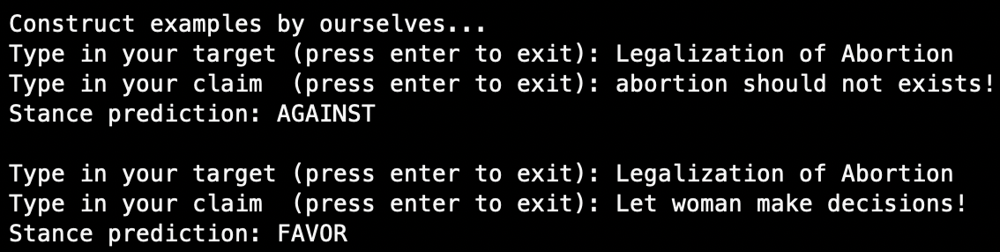 Construct examples by ourselves...
Type in your target (press enter to exit): Legalization of Abortion
Type in your claim  (press enter to exit): abortion should not exists!
Stance prediction: AGAINST
Type in your target (press enter to exit): Legalization of Abortion
Type in your claim  (press enter to exit): Let woman make decisions!
Stance prediction: FAVOR